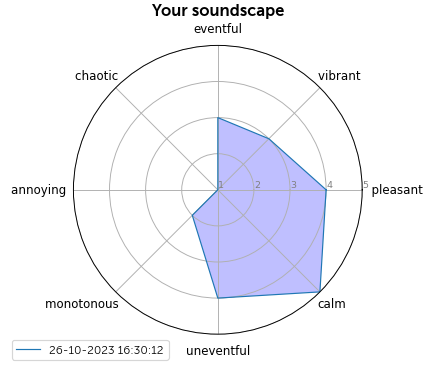 Your soundscape
eventful
chaotic
vibrant
annoying
1 2 3 4 5
pleasant
monotonous
calm
uneventful
26-10-2023 16:30:12